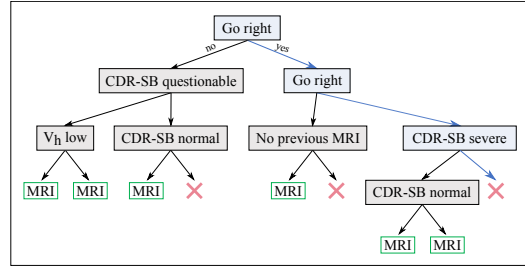 Go right
no
yes
CDR-SB questionable
Go right
V_h low
CDR-SB normal
No previous MRI
CDR-SB severe
MRI
MRI
MRI
MRI
CDR-SB normal
MRI
MRI